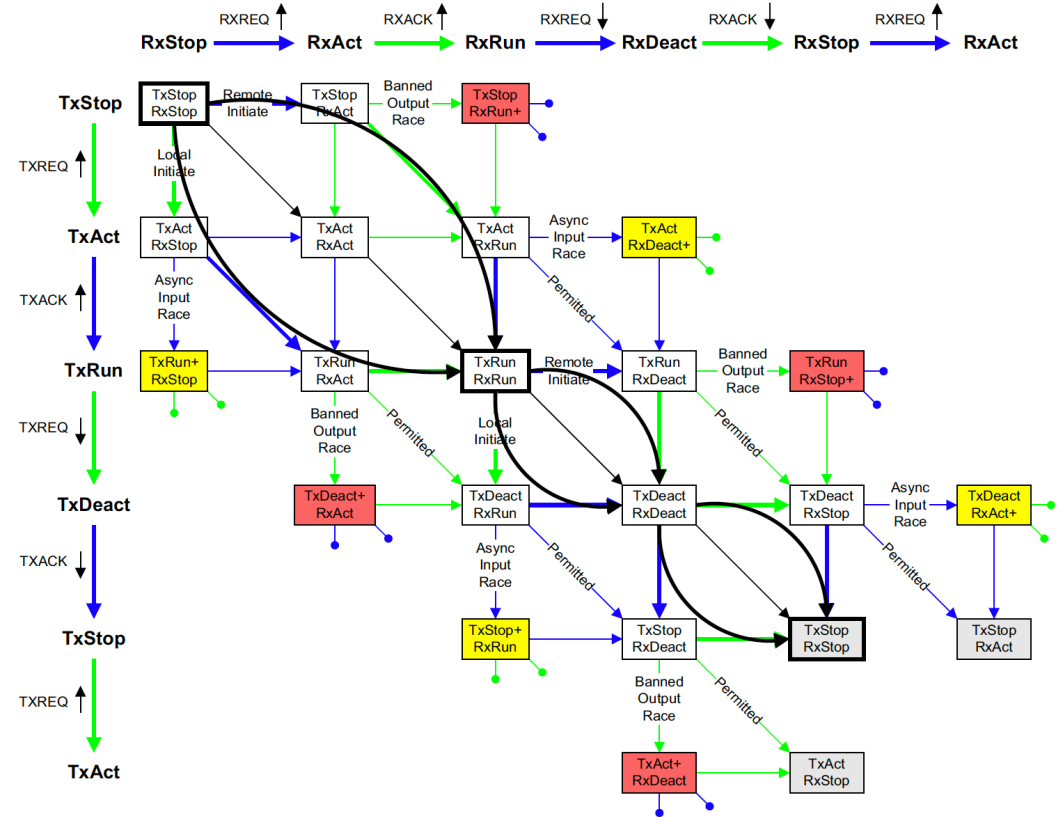 RXREQ
RXACK
RXREQ
RXACK
RXREQ
RxStop
RxAct
RxRun
RxDeact
RxStop
RxAct
TxStop
TxStop
RxStop
Remote
Initiate
TxStop
RxAct
Banned
Output
Race
TxStop
RxRun+
TXREQ
Local
Initiate
TxAct
TxAct
RxStop
TxAct
RxAct
TxAct
RxRun
Async
Input
Race
TxAct
RxDeact+
TXACK
Async
Input
Race
Permitted
TxRun
TxRun+
RxStop
TxRun
RxAct
TxRun
RxRun
Remote
Initiate
TxRun
RxDeact
Banned
Output
Race
TxRun
RxStop+
TXREQ
Banned
Output
Race
Permitted
Local
Initiate
Permitted
TxDeact
TxDeact+
RxAct
TxDeact
RxRun
TxDeact
RxDeact
TxDeact
RxStop
Async
Input
Race
TxDeact
RxAct+
TXACK
Async
Input
Race
Permitted
Permitted
TxStop
TxStop+
RxRun
TxStop
RxDeact
TxStop
RxStop
TxStop
RxAct
TXREQ
Banned
Output
Race
Permitted
TxAct
TxAct+
RxDeact
TxAct
RxStop